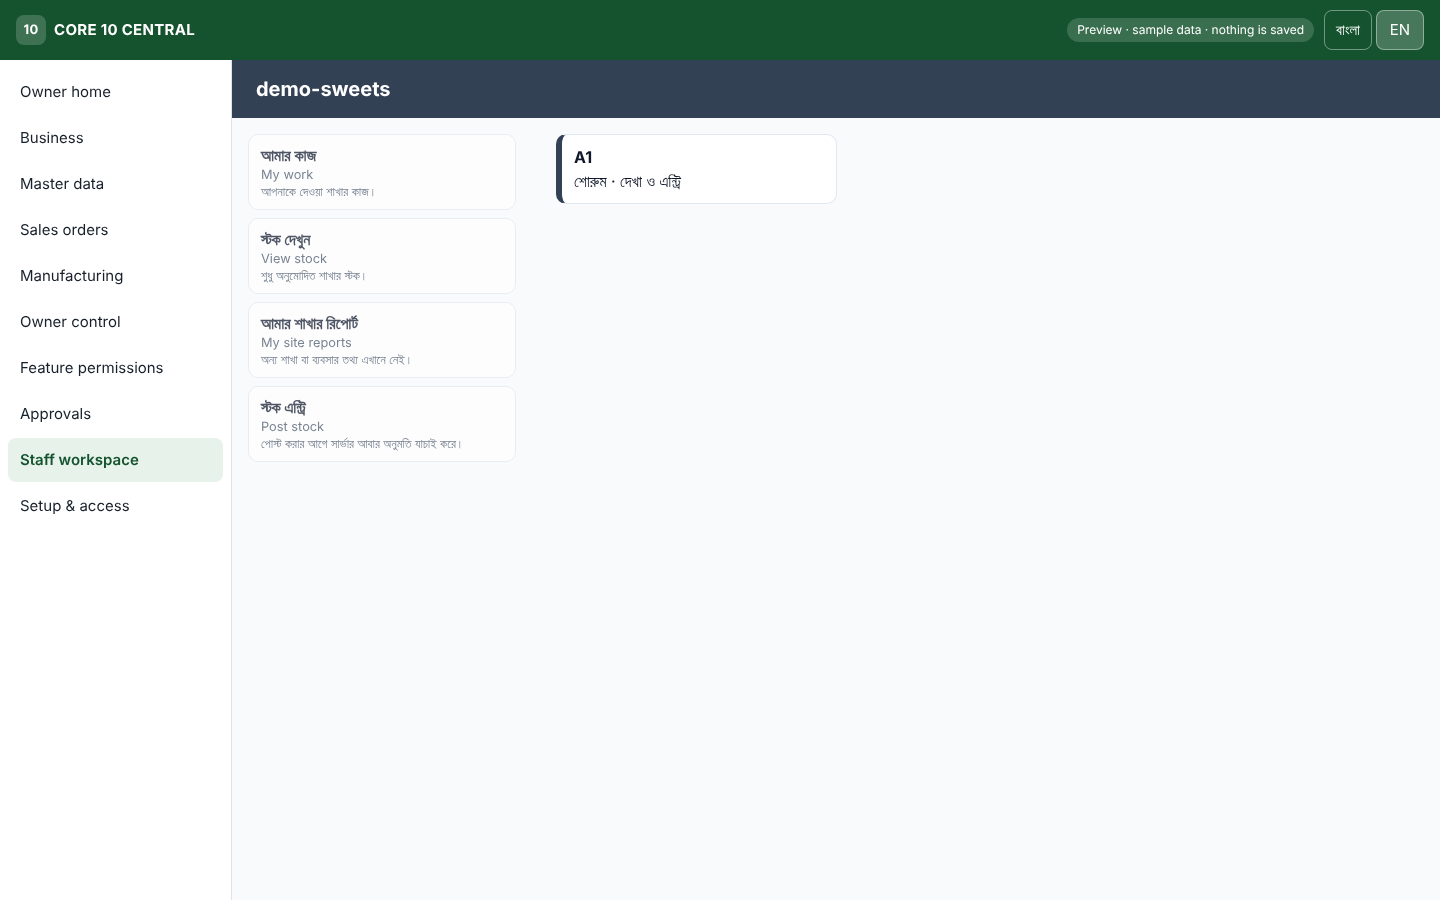 10 CORE 10 CENTRAL
Preview · sample data · nothing is saved
বাংলা
EN
Owner home
Business
Master data
Sales orders
Manufacturing
Owner control
Feature permissions
Approvals
Staff workspace
Setup & access
demo-sweets
আমার কাজ
My work
আপনাকে দেওয়া শাখার কাজ।
স্টক দেখুন
View stock
শুধু অনুমোদিত শাখার স্টক।
আমার শাখার রিপোর্ট
My site reports
অন্য শাখা বা ব্যবসার তথ্য এখানে নেই।
স্টক এন্ট্রি
Post stock
পোস্ট করার আগে সার্ভার আবার অনুমতি যাচাই করে।
A1
শোরুম · দেখা ও এন্ট্রি